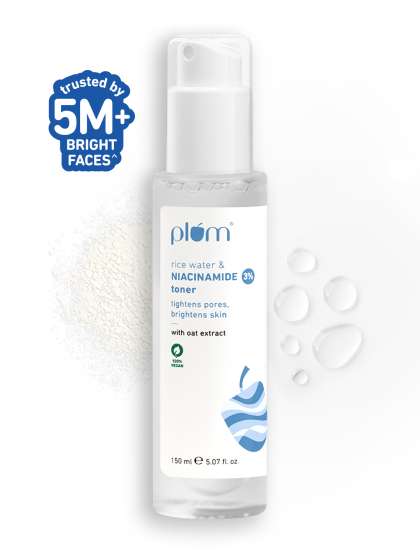 trusted by
5M+
BRIGHT
FACES^
plum®
rice water &
NIACINAMIDE 3%
toner
tightens pores,
brightens skin
with oat extract
100%
VEGAN
150 ml ℮ 5.07 fl. oz.